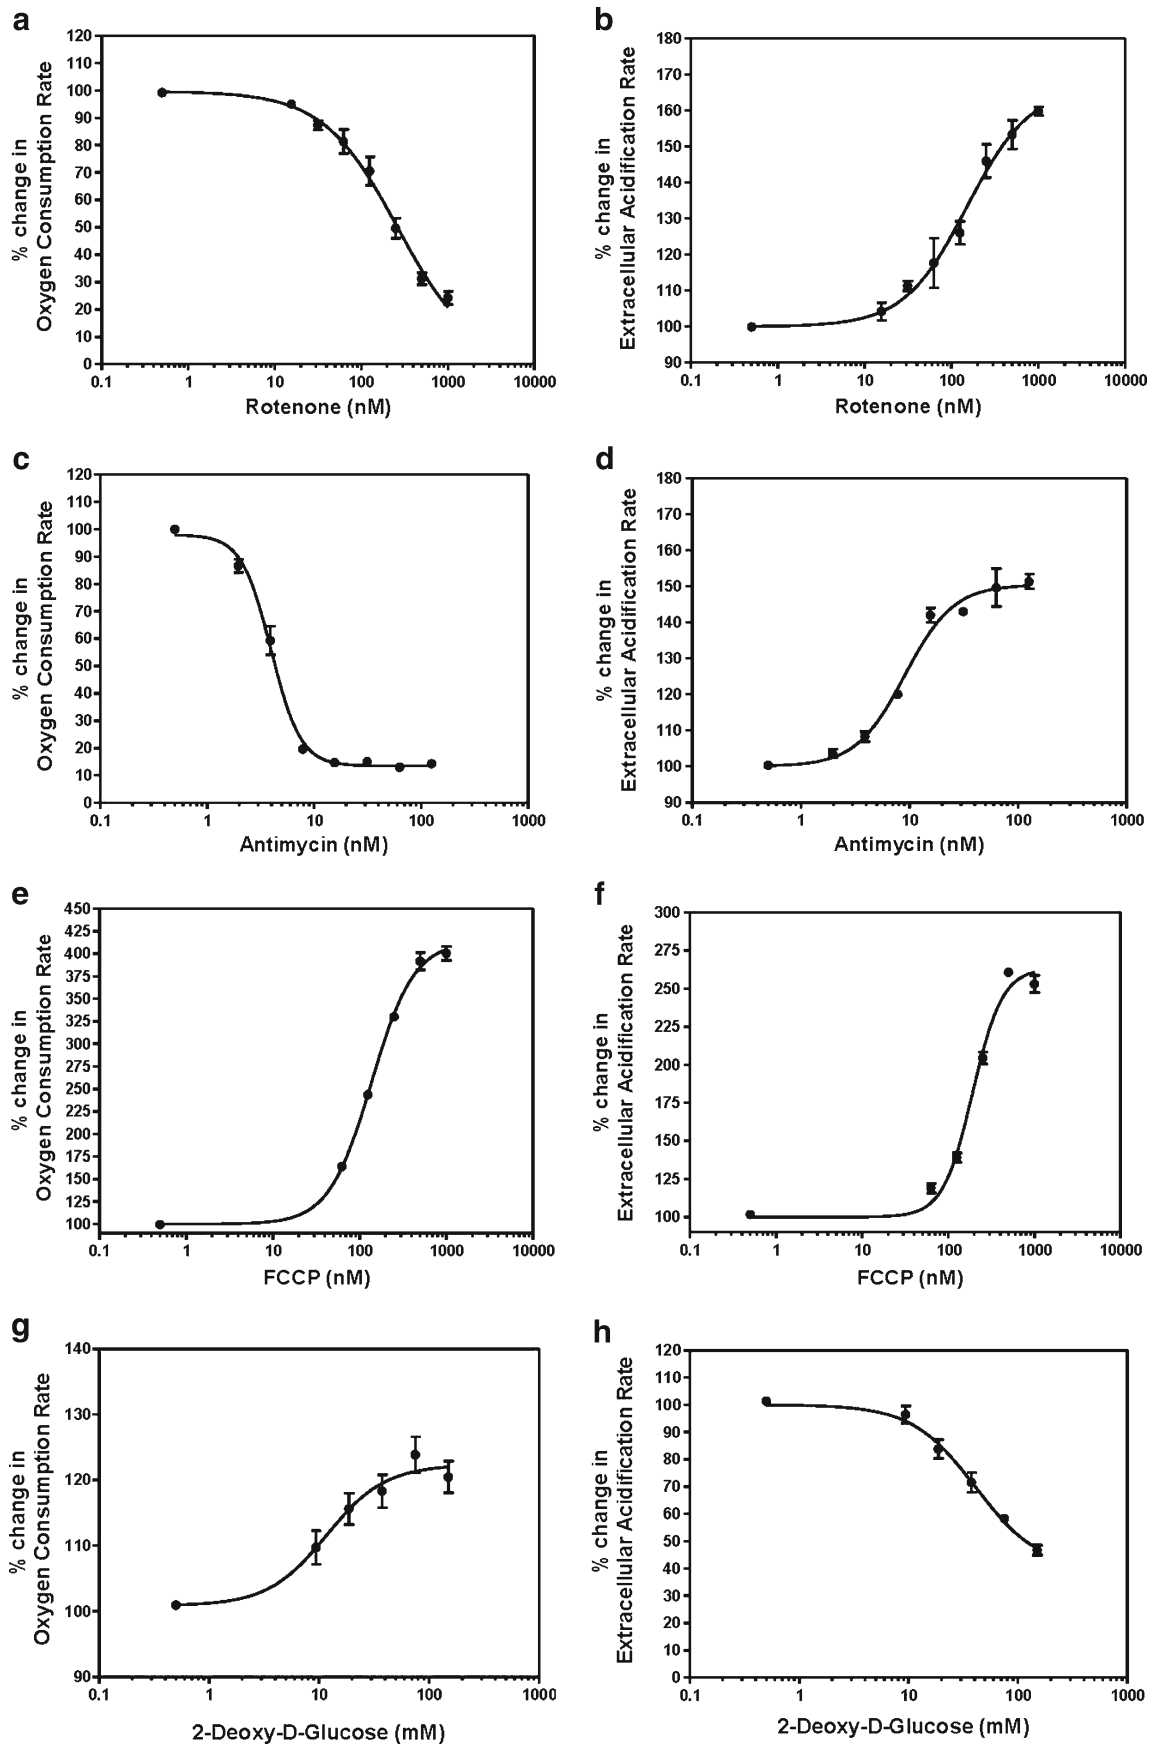 a
% change in
Oxygen Consumption Rate
120
110
100
90
80
70
60
50
40
30
20
10
0
0.1 1 10 100 1000 10000
Rotenone (nM)
b
% change in
Extracellular Acidification Rate
180
170
160
150
140
130
120
110
100
90
0.1 1 10 100 1000 10000
Rotenone (nM)
c
% change in
Oxygen Consumption Rate
120
110
100
90
80
70
60
50
40
30
20
10
0
0.1 1 10 100 1000
Antimycin (nM)
d
% change in
Extracellular Acidification Rate
180
170
160
150
140
130
120
110
100
90
0.1 1 10 100 1000
Antimycin (nM)
e
% change in
Oxygen Consumption Rate
450
425
400
375
350
325
300
275
250
225
200
175
150
125
100
0.1 1 10 100 1000 10000
FCCP (nM)
f
% change in
Extracellular Acidification Rate
300
275
250
225
200
175
150
125
100
0.1 1 10 100 1000 10000
FCCP (nM)
g
% change in
Oxygen Consumption Rate
140
130
120
110
100
90
0.1 1 10 100 1000
2-Deoxy-D-Glucose (mM)
h
% change in
Extracellular Acidification Rate
120
110
100
90
80
70
60
50
40
30
20
10
0
0.1 1 10 100 1000
2-Deoxy-D-Glucose (mM)